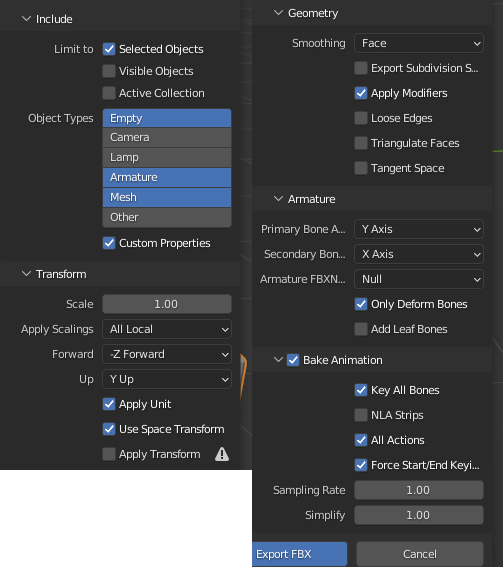 Include
Limit to Selected Objects
Visible Objects
Active Collection
Object Types Empty
Camera
Lamp
Armature
Mesh
Other
Custom Properties
Transform
Scale 1.00
Apply Scalings All Local
Forward -Z Forward
Up Y Up
Apply Unit
Use Space Transform
Apply Transform
Geometry
Smoothing Face
Export Subdivision S...
Apply Modifiers
Loose Edges
Triangulate Faces
Tangent Space
Armature
Primary Bone A... Y Axis
Secondary Bon... X Axis
Armature FBXN... Null
Only Deform Bones
Add Leaf Bones
Bake Animation
Key All Bones
NLA Strips
All Actions
Force Start/End Keyi...
Sampling Rate 1.00
Simplify 1.00
Export FBX Cancel